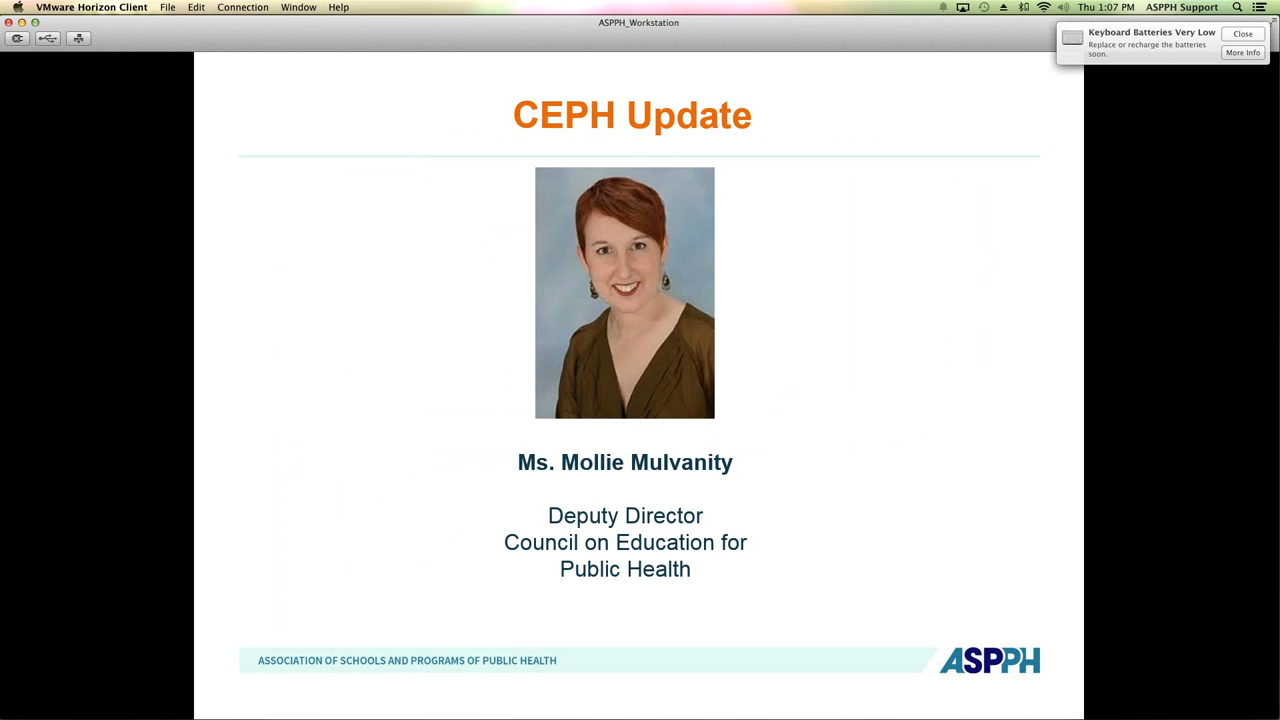 VMware Horizon Client File Edit Connection Window Help Thu 1:07 PM ASPPH Support
ASPPH_Workstation
Keyboard Batteries Very Low
Replace or recharge the batteries
soon.
Close
More Info
CEPH Update
Ms. Mollie Mulvanity
Deputy Director
Council on Education for
Public Health
ASSOCIATION OF SCHOOLS AND PROGRAMS OF PUBLIC HEALTH
ASPPH